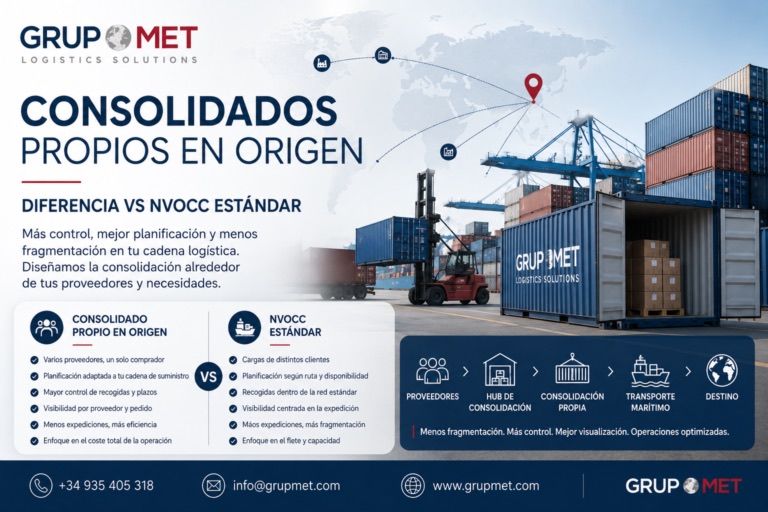 GRUP MET
LOGISTICS SOLUTIONS
CONSOLIDADOS
PROPIOS EN ORIGEN
DIFERENCIA VS NVOCC ESTÁNDAR
Más control, mejor planificación y menos
fragmentación en tu cadena logística.
Diseñamos la consolidación alrededor
de tus proveedores y necesidades.
GRUP MET
LOGISTICS SOLUTIONS
CONSOLIDADO
PROPIO EN ORIGEN
Varios proveedores, un solo comprador
Planificación adaptada a tu cadena de suministro
Mayor control de recogidas y plazos
Visibilidad por proveedor y pedido
Menos expediciones, más eficiencia
Enfoque en el coste total de la operación
VS
NVOCC
ESTÁNDAR
Cargas de distintos clientes
Planificación según ruta y disponibilidad
Recogidas dentro de la red estándar
Visibilidad centrada en la expedición
Máos expediciones, más fragmentación
Enfoque en el flete y capacidad
PROVEEDORES
HUB DE
CONSOLIDACIÓN
CONSOLIDACIÓN
PROPIA
TRANSPORTE
MARÍTIMO
DESTINO
Menos fragmentación. Más control. Mejor visualización. Operaciones optimizadas.
+34 935 405 318
info@grupmet.com
www.grupmet.com
GRUP MET